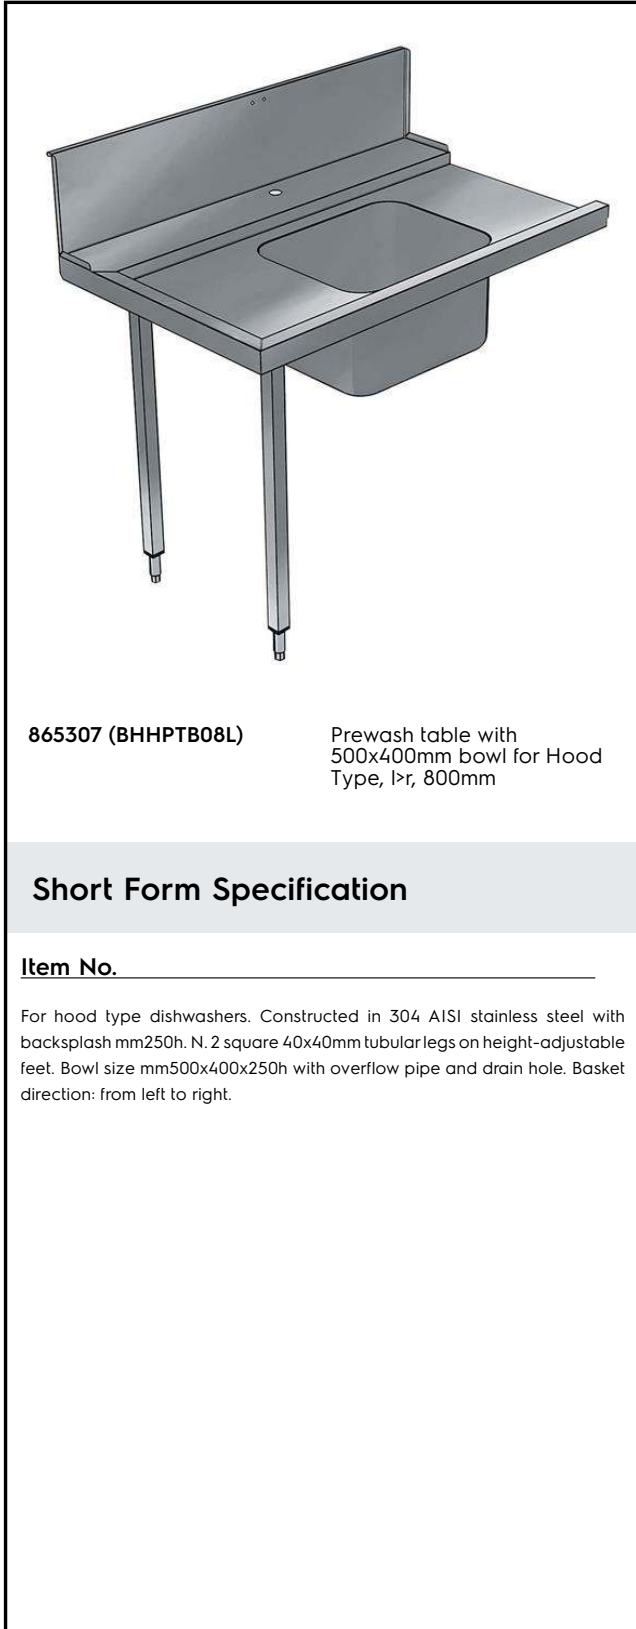 865307 (BHHPTB08L)
Prewash table with
500x400mm bowl for Hood
Type, l>r, 800mm
Short Form Specification
Item No.
For hood type dishwashers. Constructed in 304 AISI stainless steel with
backsplash mm250h. N. 2 square 40x40mm tubular legs on height-adjustable
feet. Bowl size mm500x400x250h with overflow pipe and drain hole. Basket
direction: from left to right.